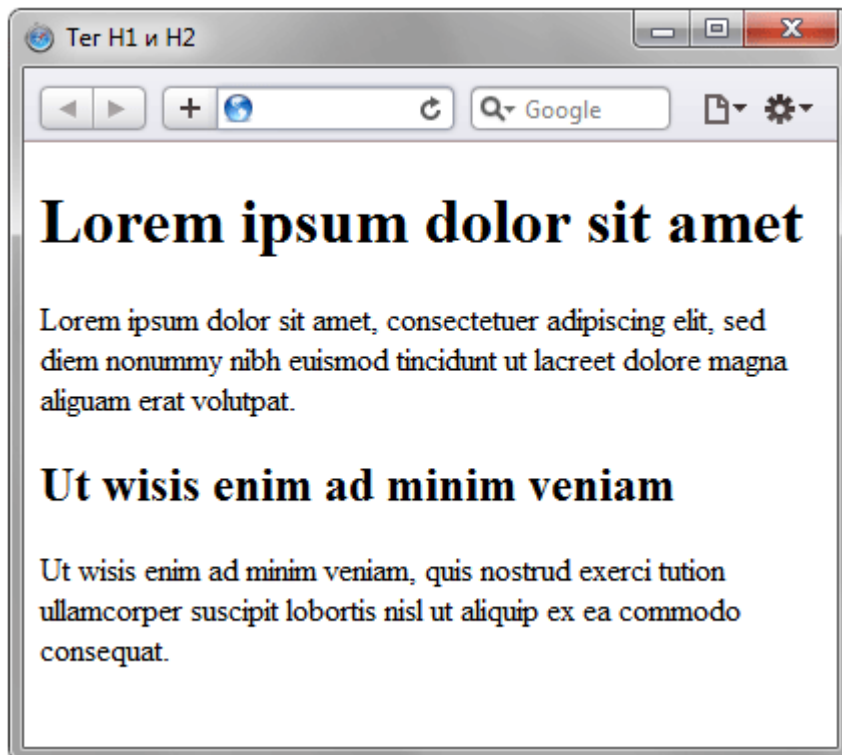 Тег H1 и H2
Google
Lorem ipsum dolor sit amet
Lorem ipsum dolor sit amet, consectetuer adipiscing elit, sed
diem nonummy nibh euismod tincidunt ut lacreet dolore magna
aliguam erat volutpat.
Ut wisis enim ad minim veniam
Ut wisis enim ad minim veniam, quis nostrud exerci tution
ullamcorper suscipit lobortis nisl ut aliquip ex ea commodo
consequat.